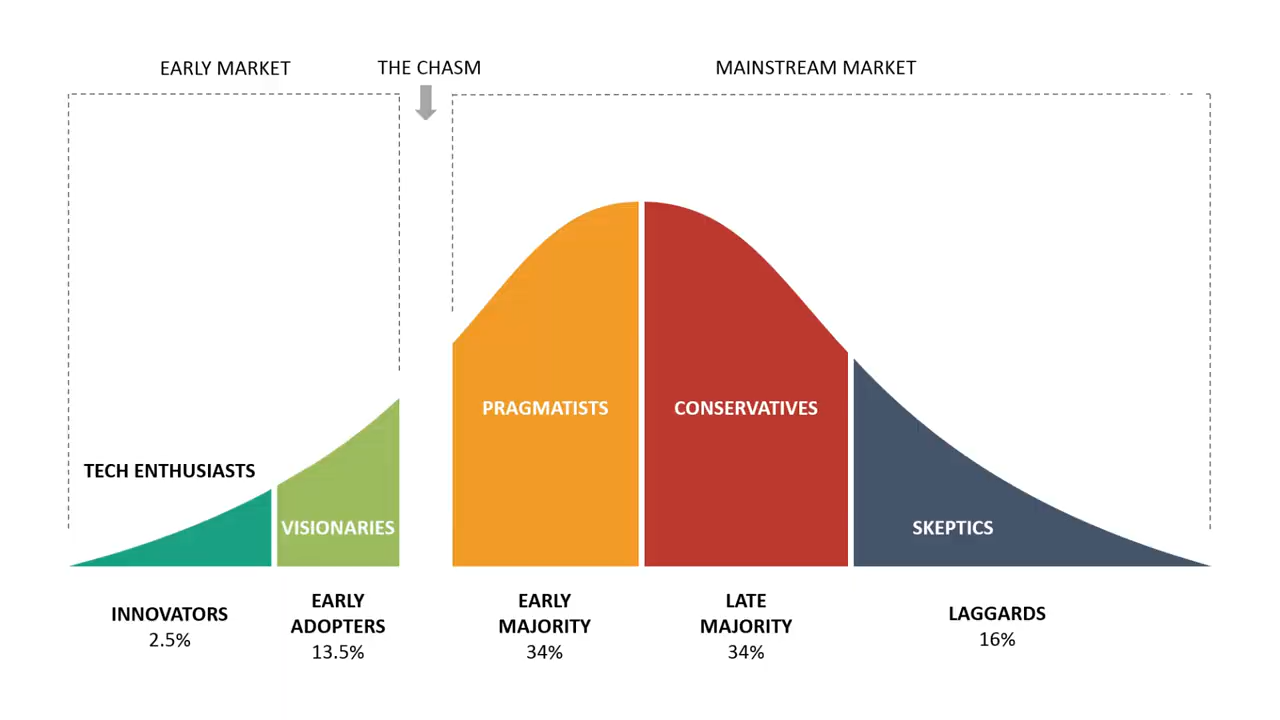 EARLY MARKET
THE CHASM
MAINSTREAM MARKET
PRAGMATISTS
CONSERVATIVES
TECH ENTHUSIASTS
VISIONARIES
SKEPTICS
INNOVATORS
2.5%
EARLY
ADOPTERS
13.5%
EARLY
MAJORITY
34%
LATE
MAJORITY
34%
LAGGARDS
16%